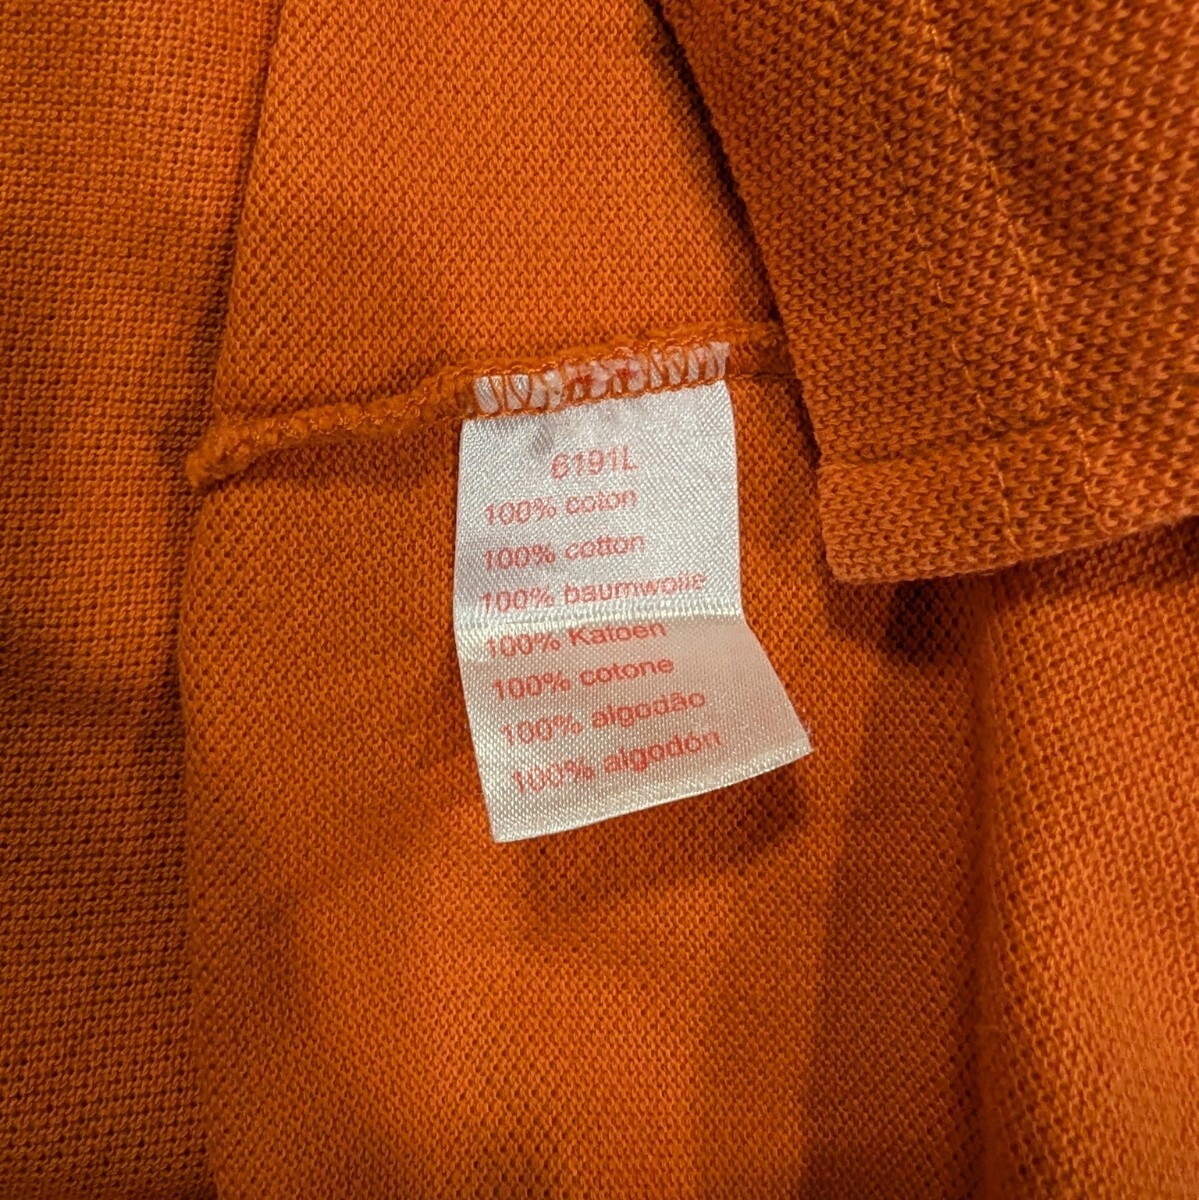 6191L
100% coton
100% cotton
100% baumwolle
100% Katoen
100% cotone
100% algodão
100% algodón